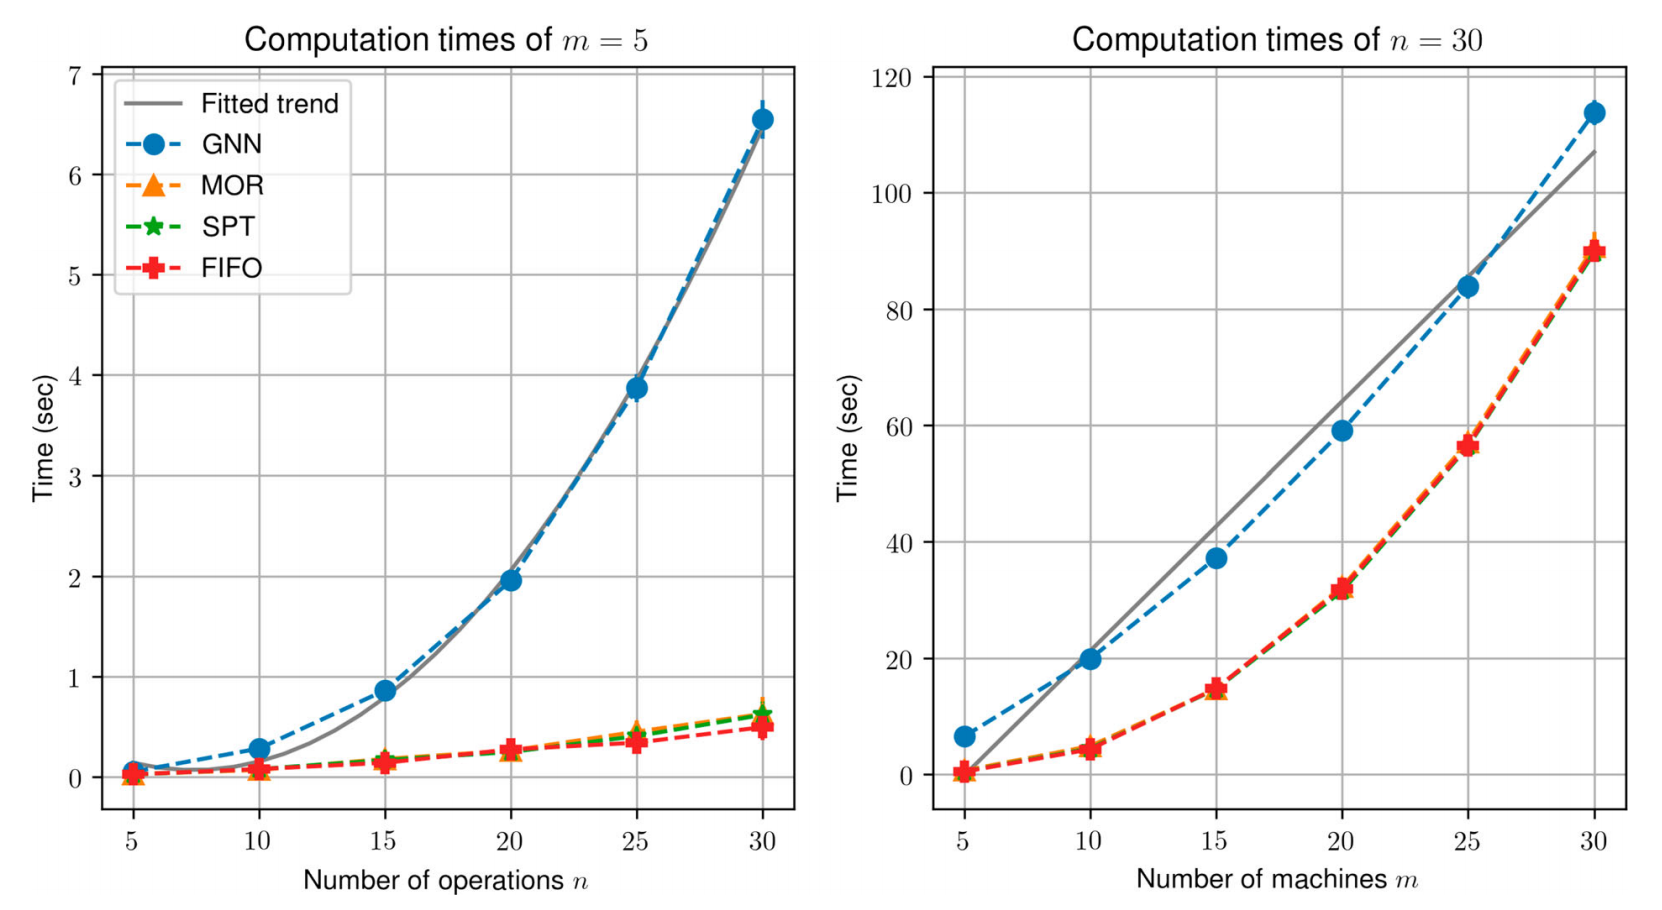 Computation times of m = 5
7
6
5
4
3
2
1
0
Time (sec)
Fitted trend
GNN
MOR
SPT
FIFO
5 10 15 20 25 30
Number of operations n
Computation times of n = 30
120
100
80
60
40
20
0
Time (sec)
5 10 15 20 25 30
Number of machines m